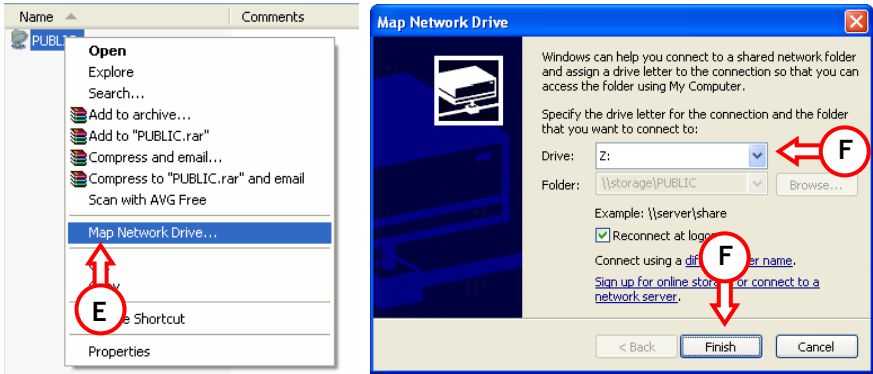 Name Comments
PUBLIC
Open
Explore
Search...
Add to archive...
Add to "PUBLIC.rar"
Compress and email...
Compress to "PUBLIC.rar" and email
Scan with AVG Free
Map Network Drive...
E
Shortcut
Properties
Map Network Drive
Windows can help you connect to a shared network folder
and assign a drive letter to the connection so that you can
access the folder using My Computer.
Specify the drive letter for the connection and the folder
that you want to connect to:
Drive: Z:
F
Folder: \\storage\PUBLIC Browse...
Example: \\server\share
Reconnect at logon
Connect using a name.
F
Sign up for online storage or connect to a
network server.
< Back Finish Cancel